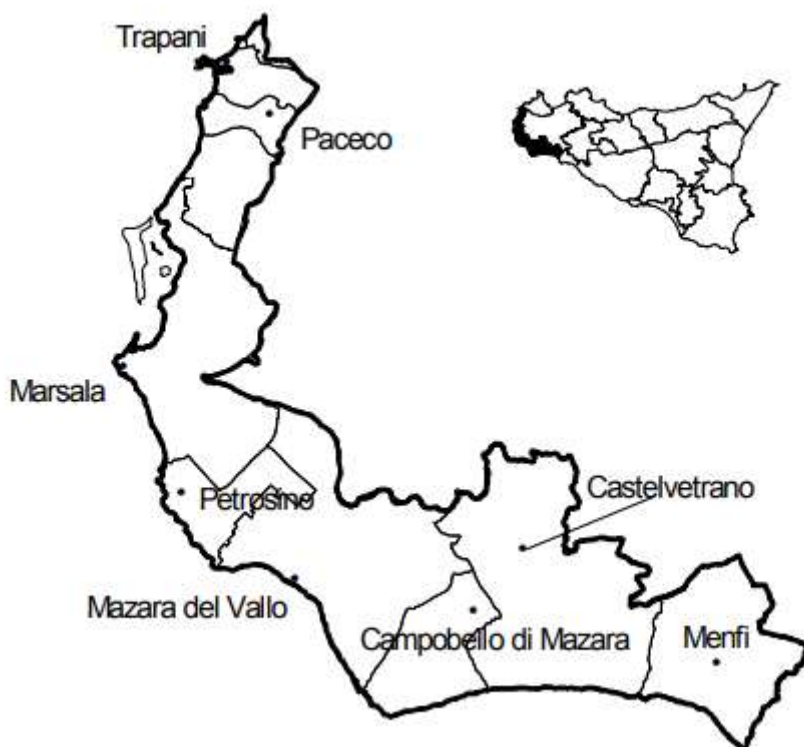 Trapani
Paceco
Marsala
Petrosino
Castelvetrano
Mazara del Vallo
Campobello di Mazara
Menfi